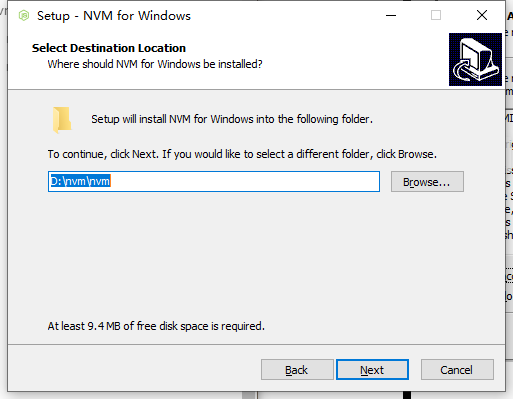 Setup - NVM for Windows
Select Destination Location
Where should NVM for Windows be installed?
Setup will install NVM for Windows into the following folder.
To continue, click Next. If you would like to select a different folder, click Browse.
D:\nvm\nvm
Browse...
At least 9.4 MB of free disk space is required.
Back
Next
Cancel